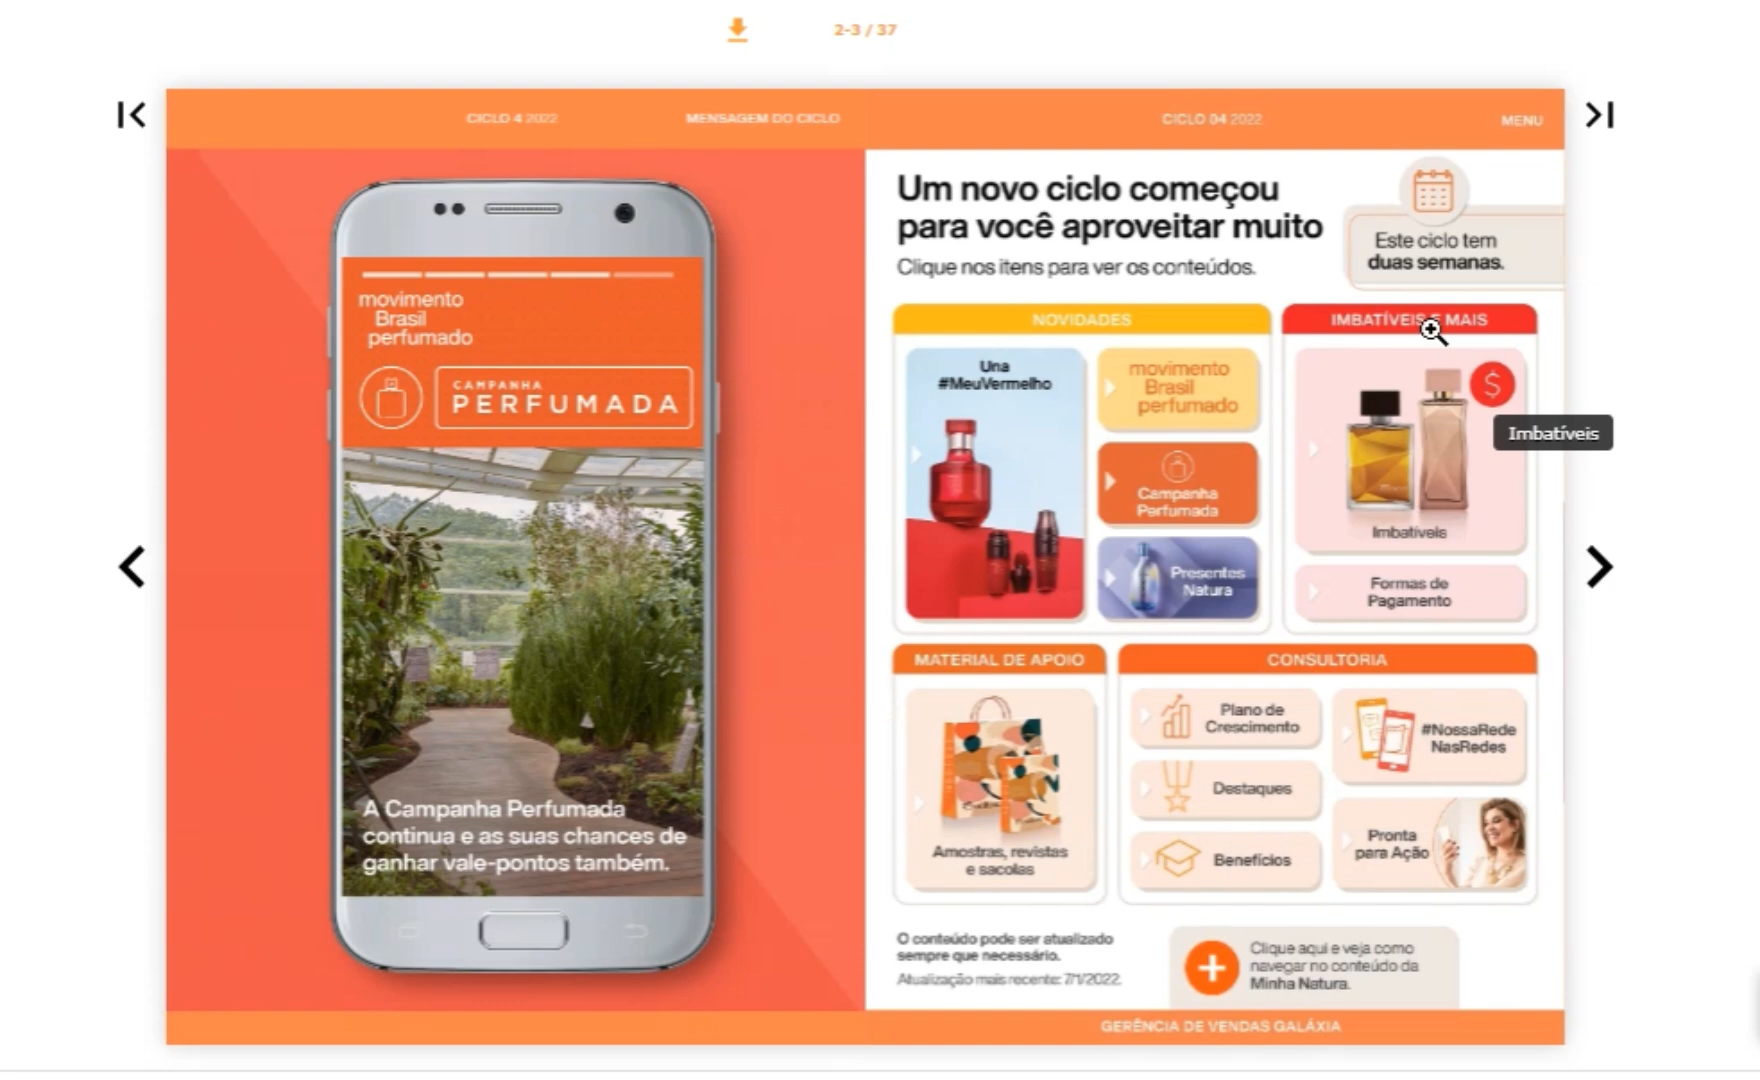 2-3 / 37
CICLO 4 2022
MENSAGEM DO CICLO
movimento
Brasil
perfumado
CAMPANHA
PERFUMADA
A Campanha Perfumada
continua e as suas chances de
ganhar vale-pontos também.
CICLO 04 2022
MENU
Um novo ciclo começou
para você aproveitar muito
Clique nos itens para ver os conteúdos.
Este ciclo tem
duas semanas.
NOVIDADES
Una
#MeuVermelho
movimento
Brasil
perfumado
Campanha
Perfumada
Presentes
Natura
IMBATÍVEIS E MAIS
$
Imbatíveis
Imbatíveis
Formas de
Pagamento
MATERIAL DE APOIO
Amostras, revistas
e sacolas
CONSULTORIA
Plano de
Crescimento
Destaques
Benefícios
#NossaRede
NasRedes
Pronta
para Ação
O conteúdo pode ser atualizado
sempre que necessário.
Atualização mais recente: 7/1/2022.
Clique aqui e veja como
navegar no conteúdo da
Minha Natura.
GERÊNCIA DE VENDAS GALÁXIA